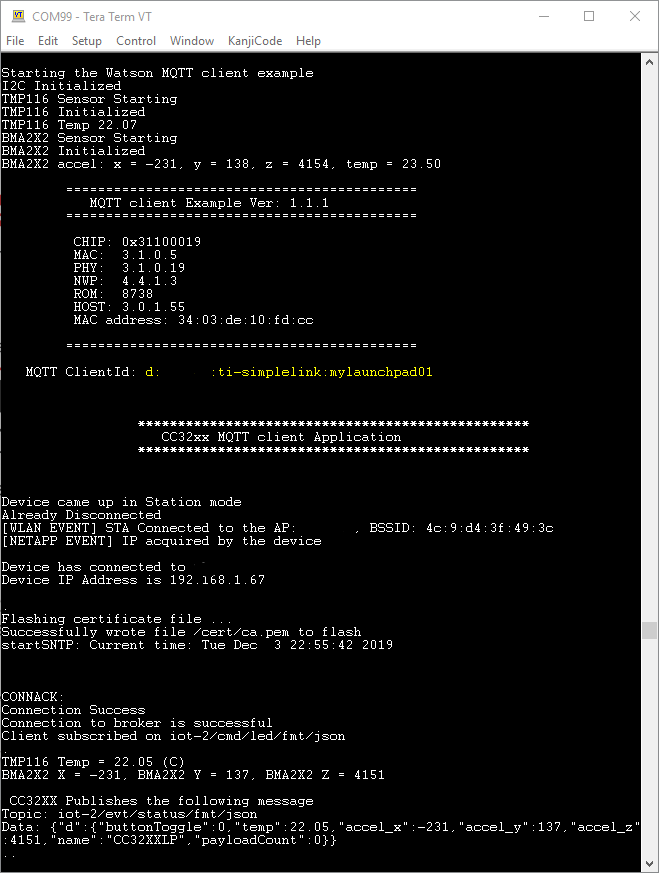 COM99 - Tera Term VT
File Edit Setup Control Window KanjiCode Help
Starting the Watson MQTT client example
I2C Initialized
TMP116 Sensor Starting
TMP116 Initialized
TMP116 Temp 22.07
BMA2X2 Sensor Starting
BMA2X2 Initialized
BMA2X2 accel: x = -231, y = 138, z = 4154, temp = 23.50
============================================
MQTT client Example Ver: 1.1.1
============================================
CHIP: 0x31100019
MAC: 3.1.0.5
PHY: 3.1.0.19
NWP: 4.4.1.3
ROM: 8738
HOST: 3.0.1.55
MAC address: 34:03:de:10:fd:cc
============================================
MQTT ClientId: d: :ti-simplelink:mylaunchpad01
*************************************************
CC32xx MQTT client Application
*************************************************
Device came up in Station mode
Already Disconnected
[WLAN EVENT] STA Connected to the AP: , BSSID: 4c:9:d4:3f:49:3c
[NETAPP EVENT] IP acquired by the device
Device has connected to
Device IP Address is 192.168.1.67
.
Flashing certificate file ...
Successfully wrote file /cert/ca.pem to flash
startSNTP: Current time: Tue Dec  3 22:55:42 2019
CONNACK:
Connection Success
Connection to broker is successful
Client subscribed on iot-2/cmd/led/fmt/json
.
TMP116 Temp = 22.05 (C)
BMA2X2 X = -231, BMA2X2 Y = 137, BMA2X2 Z = 4151
CC32XX Publishes the following message
Topic: iot-2/evt/status/fmt/json
Data: {"d":{"buttonToggle":0,"temp":22.05,"accel_x":-231,"accel_y":137,"accel_z"
:4151,"name":"CC32XXLP","payloadCount":0}}
..